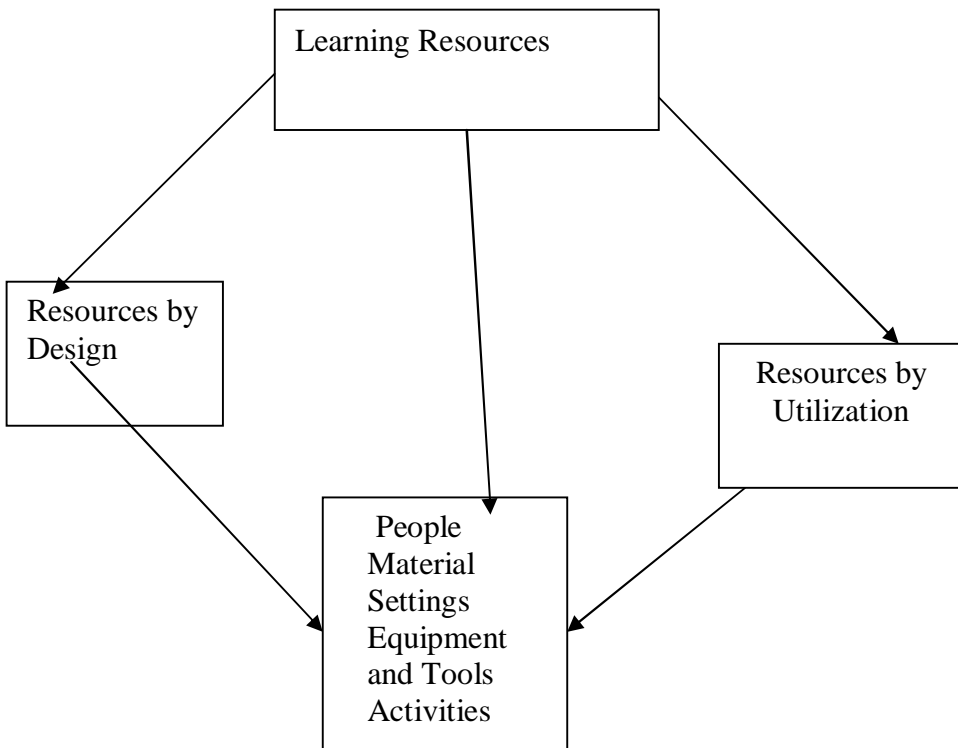 Learning Resources
Resources by
Design
Resources by
Utilization
People
Material
Settings
Equipment
and Tools
Activities